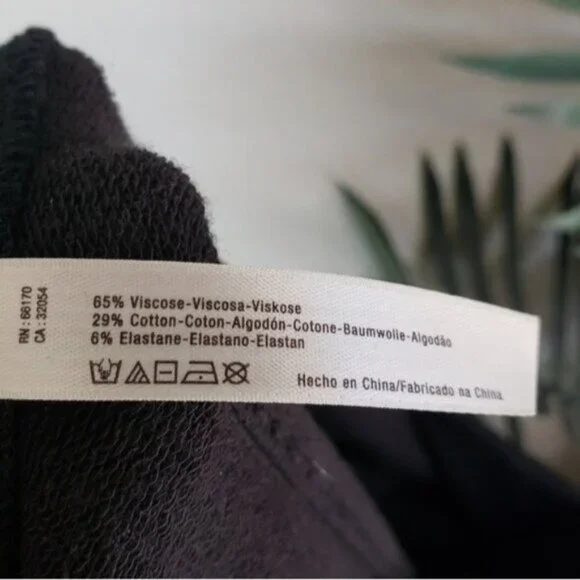 RN : 66170
CA : 32054
65% Viscose-Viscosa-Viskose
29% Cotton-Coton-Algodón-Cotone-Baumwolle-Algodão
6% Elastane-Elastano-Elastan
Hecho en China/Fabricado na China